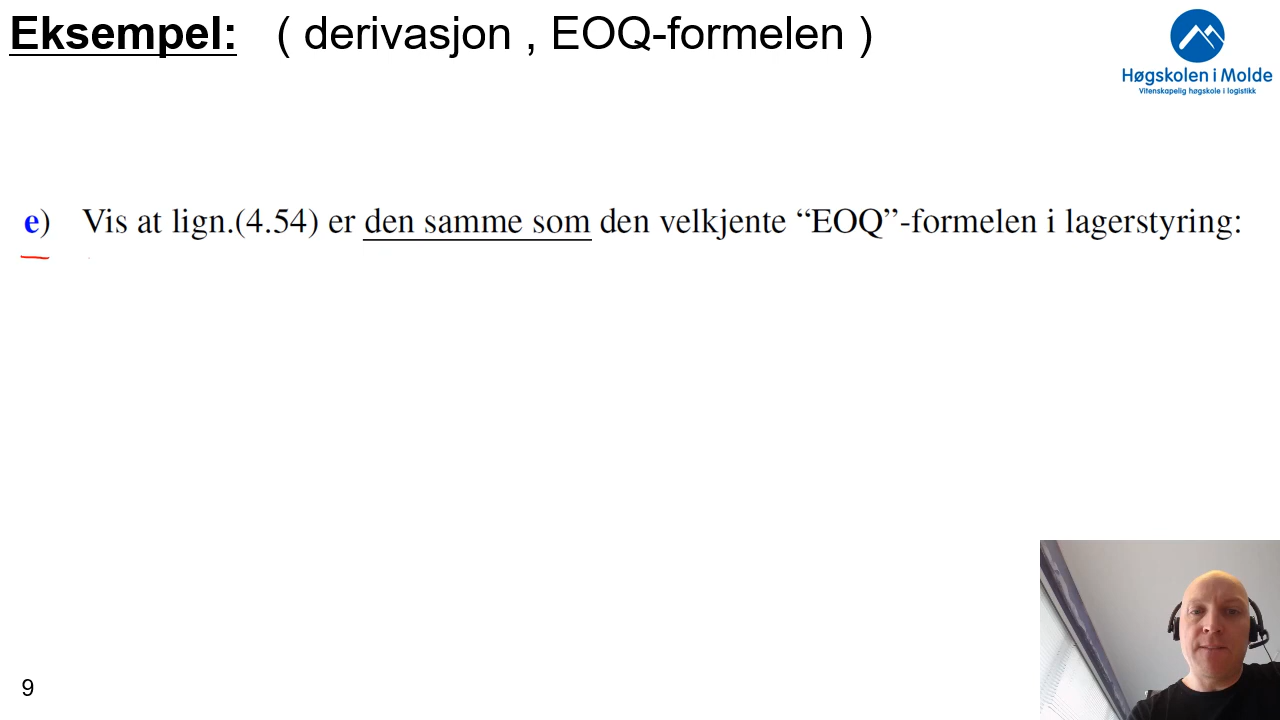 Eksempel: ( derivasjon , EOQ-formelen )
Høgskolen i Molde
Vitenskapelig høgskole i logistikk
e) Vis at lign.(4.54) er den samme som den velkjente “EOQ”-formelen i lagerstyring:
9